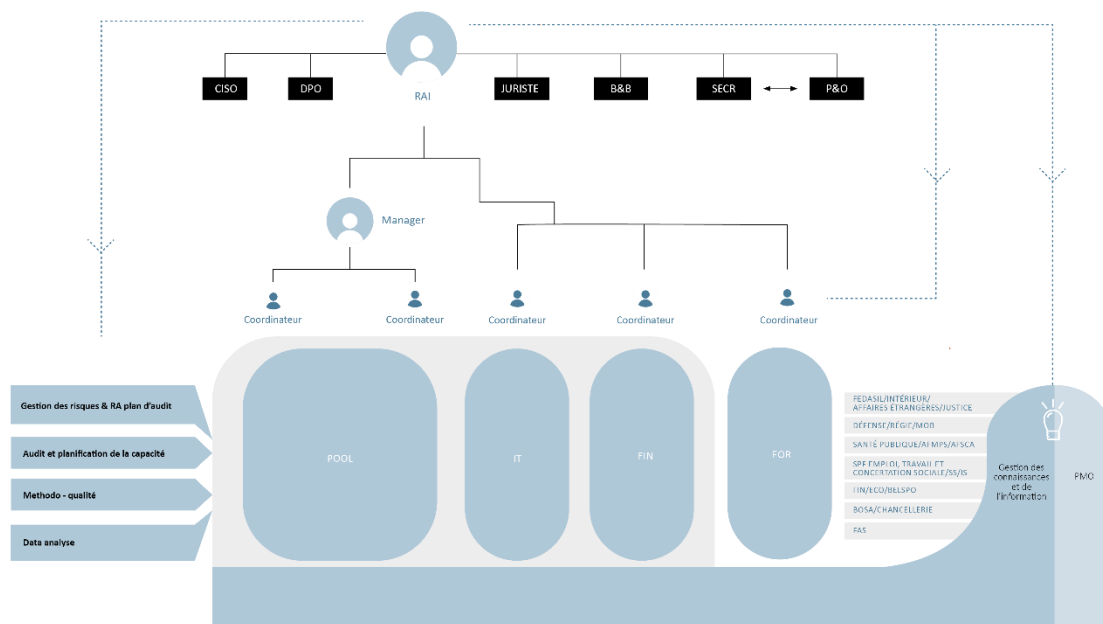 RAI
CISO
DPO
JURISTE
B&B
SECR
P&O
Manager
Coordinateur
Coordinateur
Coordinateur
Coordinateur
Coordinateur
Gestion des risques & RA plan d'audit
Audit et planification de la capacité
Methodo - qualité
Data analyse
POOL
IT
FIN
FOR
FEDASIL/INTÉRIEUR/
AFFAIRES ÉTRANGÈRES/JUSTICE
DÉFENSE/RÉGIE/MOB
SANTÉ PUBLIQUE/AFMPS/AFSCA
SPF EMPLOI, TRAVAIL ET
CONCERTATION SOCIALE/SS/IS
FIN/ECO/BELSPO
BOSA/CHANCELLERIE
FAS
Gestion des
connaissances
et de
l'information
PMO